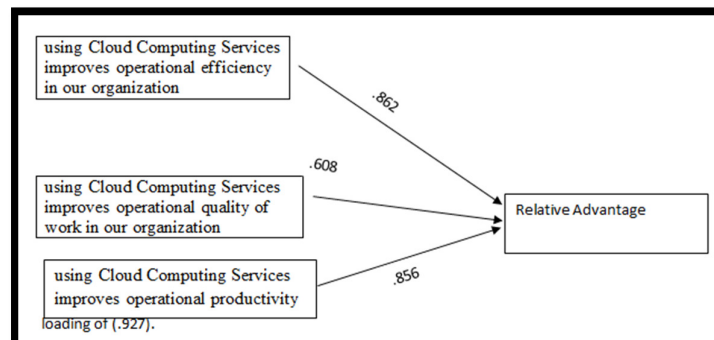 using Cloud Computing Services
improves operational efficiency
in our organization
.862
.608
using Cloud Computing Services
improves operational quality of
work in our organization
Relative Advantage
using Cloud Computing Services
improves operational productivity
.856
loading of (.927).